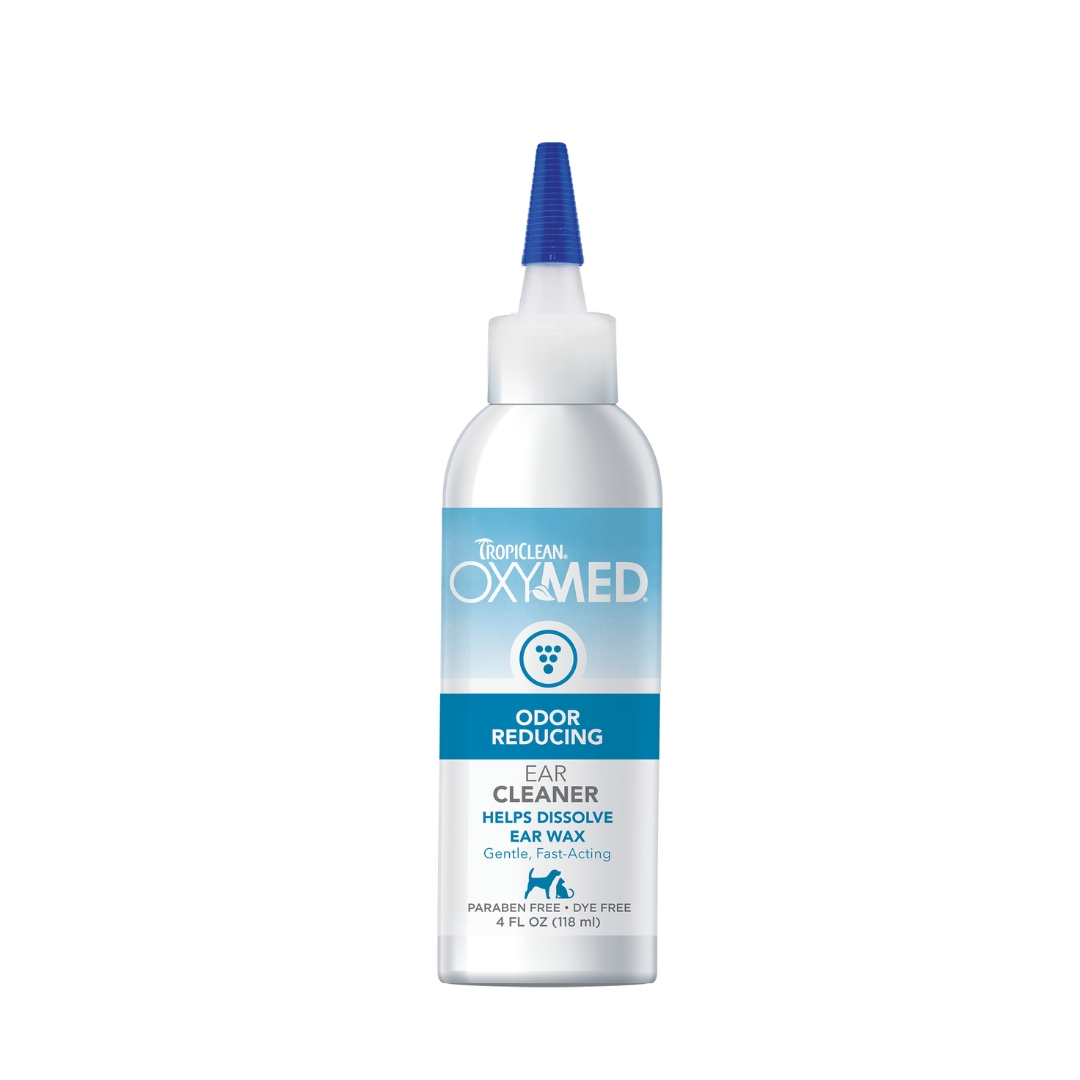 TROPICLEAN®
OXYMED®
ODOR
REDUCING
EAR
CLEANER
HELPS DISSOLVE
EAR WAX
Gentle, Fast-Acting
PARABEN FREE • DYE FREE
4 FL OZ (118 ml)